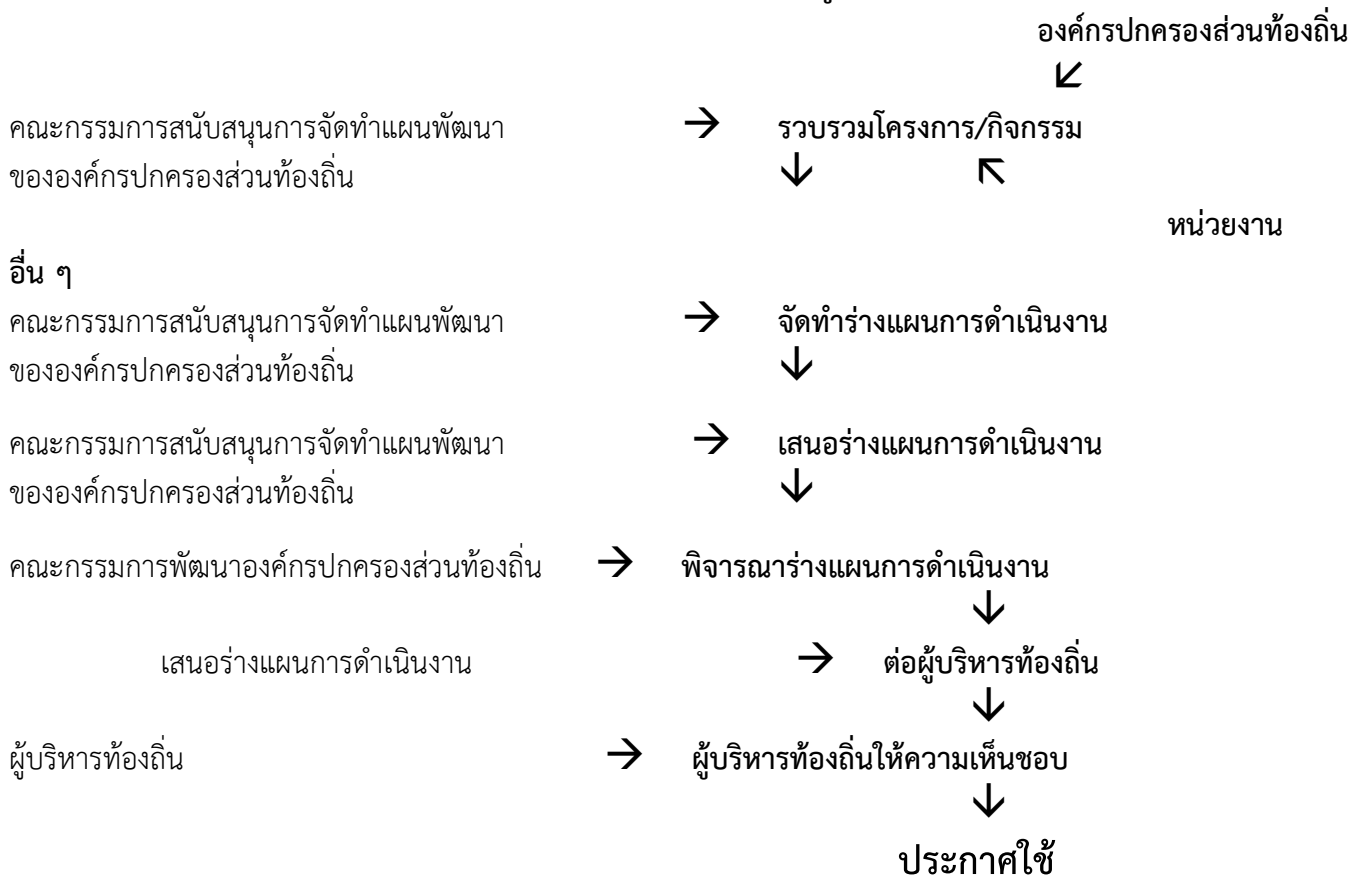 องค์กรปกครองส่วนท้องถิ่น
คณะกรรมการสนับสนุนการจัดทำแผนพัฒนา → รวบรวมโครงการ/กิจกรรม
ขององค์กรปกครองส่วนท้องถิ่น
หน่วยงาน
อื่น ๆ
คณะกรรมการสนับสนุนการจัดทำแผนพัฒนา → จัดทำร่างแผนการดำเนินงาน
ขององค์กรปกครองส่วนท้องถิ่น
คณะกรรมการสนับสนุนการจัดทำแผนพัฒนา → เสนอร่างแผนการดำเนินงาน
ขององค์กรปกครองส่วนท้องถิ่น
คณะกรรมการพัฒนาองค์กรปกครองส่วนท้องถิ่น → พิจารณาร่างแผนการดำเนินงาน
เสนอร่างแผนการดำเนินงาน → ต่อผู้บริหารท้องถิ่น
ผู้บริหารท้องถิ่น → ผู้บริหารท้องถิ่นให้ความเห็นชอบ
ประกาศใช้